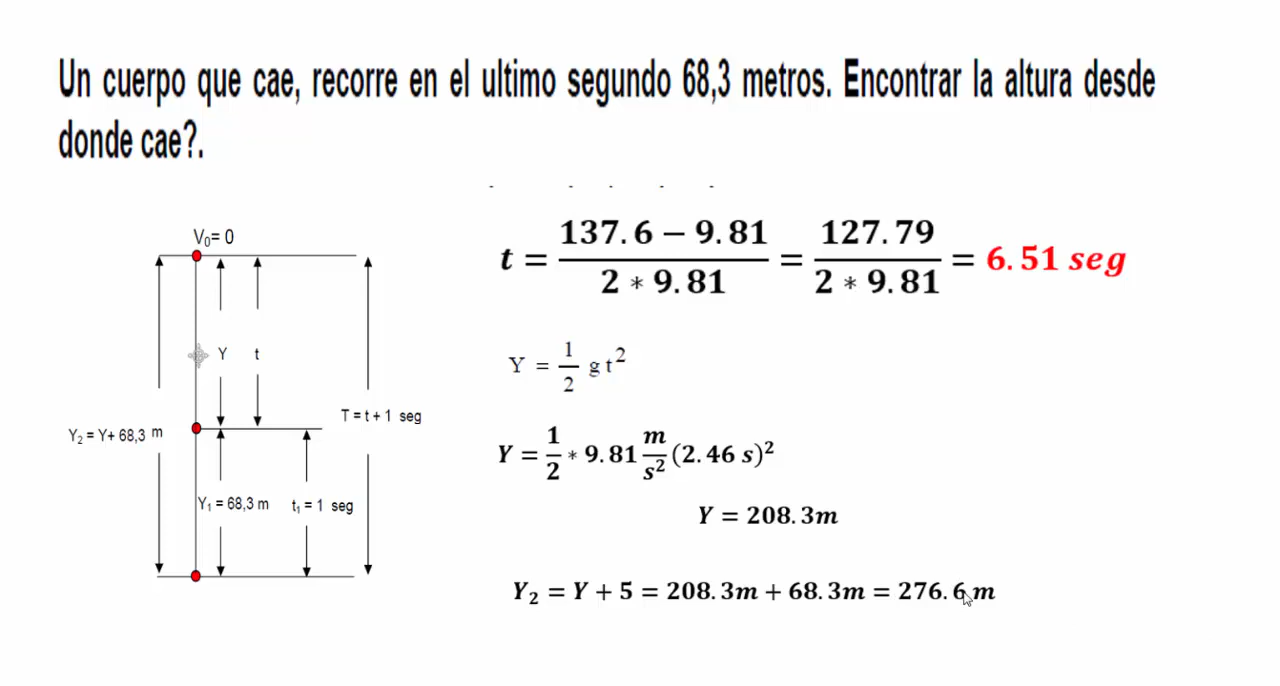 Un cuerpo que cae, recorre en el ultimo segundo 68,3 metros. Encontrar la altura desde
donde cae?.
V₀= 0
Y
t
T = t + 1 seg
Y₂ = Y+ 68,3 m
Y₁ = 68,3 m
t₁ = 1 seg
t = (137.6 − 9.81)/(2 ∗ 9.81) = 127.79/(2 ∗ 9.81) = 6.51 seg
Y = 1/2 g t²
Y = 1/2 ∗ 9.81 m/s² (2.46 s)²
Y = 208.3m
Y₂ = Y + 5 = 208.3m + 68.3m = 276.6 m